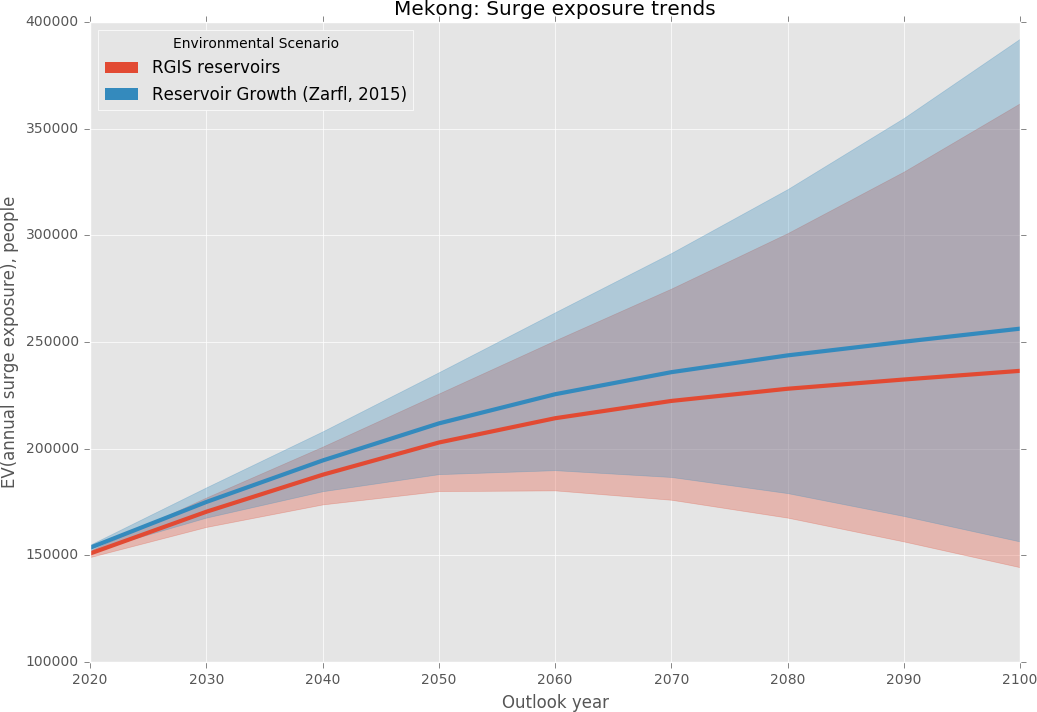 Mekong: Surge exposure trends
Environmental Scenario
RGIS reservoirs
Reservoir Growth (Zarfl, 2015)
EV(annual surge exposure), people
400000
350000
300000
250000
200000
150000
100000
2020 2030 2040 2050 2060 2070 2080 2090 2100
Outlook year